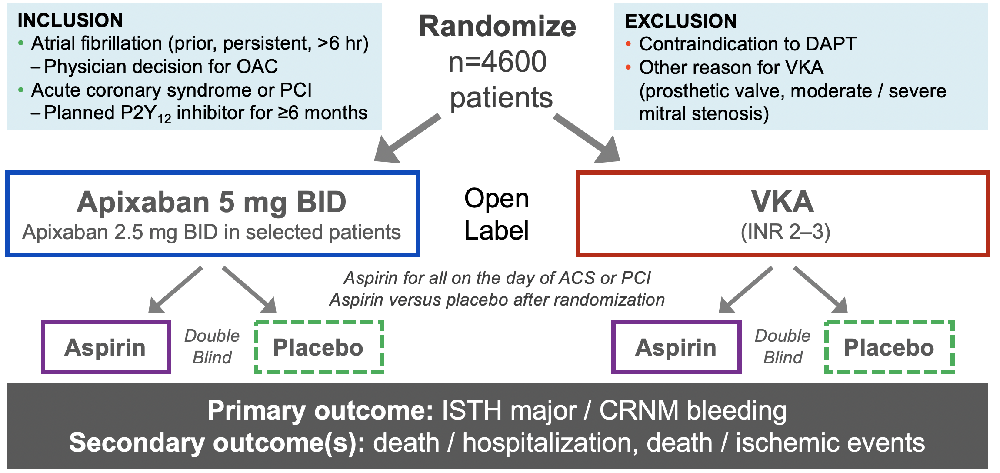 INCLUSION
• Atrial fibrillation (prior, persistent, >6 hr)
– Physician decision for OAC
• Acute coronary syndrome or PCI
– Planned P2Y12 inhibitor for ≥6 months
Randomize
n=4600
patients
EXCLUSION
• Contraindication to DAPT
• Other reason for VKA
(prosthetic valve, moderate / severe
mitral stenosis)
Apixaban 5 mg BID
Apixaban 2.5 mg BID in selected patients
Open
Label
VKA
(INR 2–3)
Aspirin for all on the day of ACS or PCI
Aspirin versus placebo after randomization
Aspirin
Double
Blind
Placebo
Aspirin
Double
Blind
Placebo
Primary outcome: ISTH major / CRNM bleeding
Secondary outcome(s): death / hospitalization, death / ischemic events